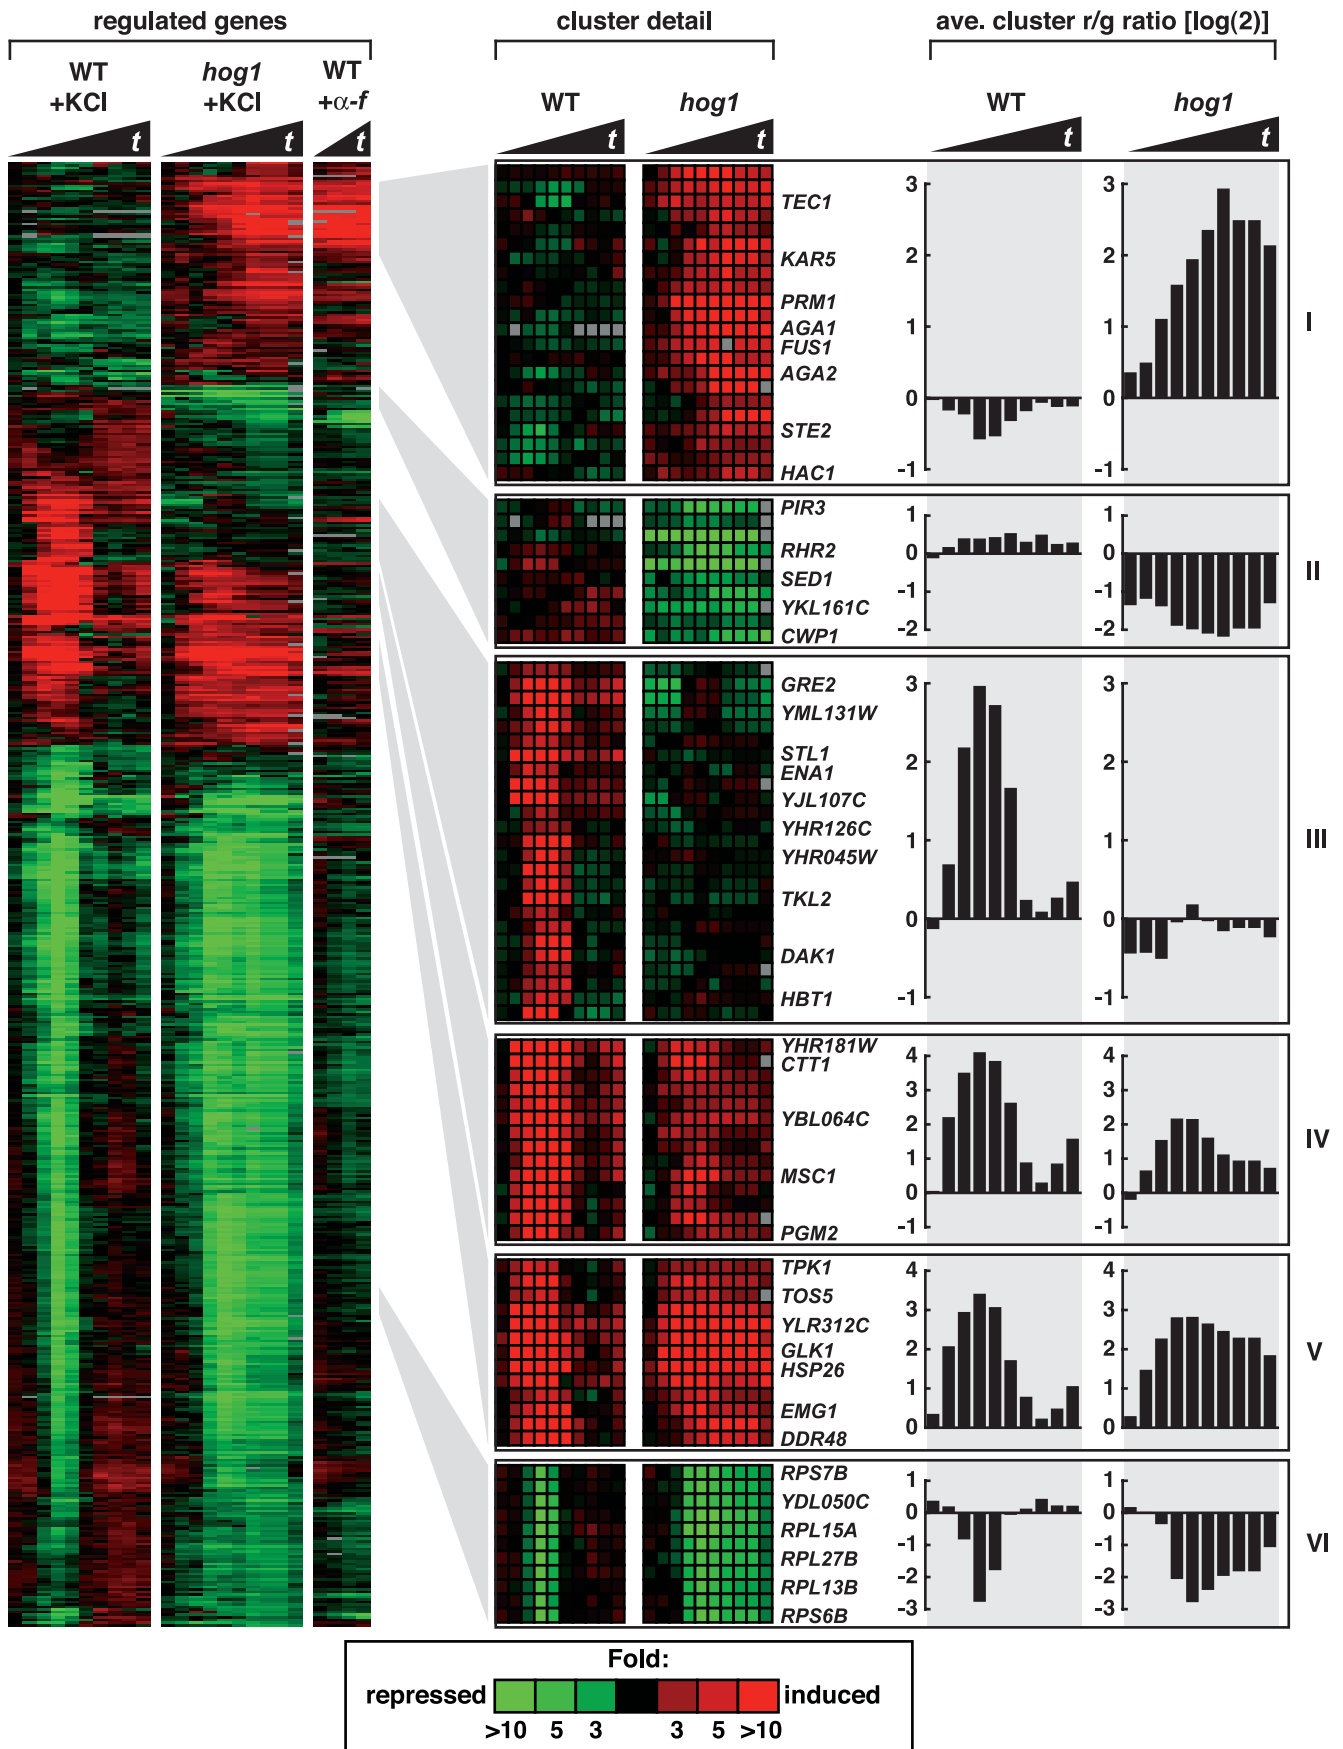 regulated genes
cluster detail
ave. cluster r/g ratio [log(2)]
WT
+KCl
hog1
+KCl
WT
+α-f
WT
hog1
WT
hog1
t
t
t
t
t
t
t
TEC1
KAR5
PRM1
AGA1
FUS1
AGA2
STE2
HAC1
3
2
1
0
-1
3
2
1
0
-1
I
PIR3
RHR2
SED1
YKL161C
CWP1
1
0
-1
-2
1
0
-1
-2
II
GRE2
YML131W
STL1
ENA1
YJL107C
YHR126C
YHR045W
TKL2
DAK1
HBT1
3
2
1
0
-1
3
2
1
0
-1
III
YHR181W
CTT1
YBL064C
MSC1
PGM2
4
3
2
1
0
-1
4
3
2
1
0
-1
IV
TPK1
TOS5
YLR312C
GLK1
HSP26
EMG1
DDR48
4
3
2
1
0
4
3
2
1
0
V
RPS7B
YDL050C
RPL15A
RPL27B
RPL13B
RPS6B
1
0
-1
-2
-3
1
0
-1
-2
-3
VI
Fold:
repressed
induced
>10 5 3 3 5 >10